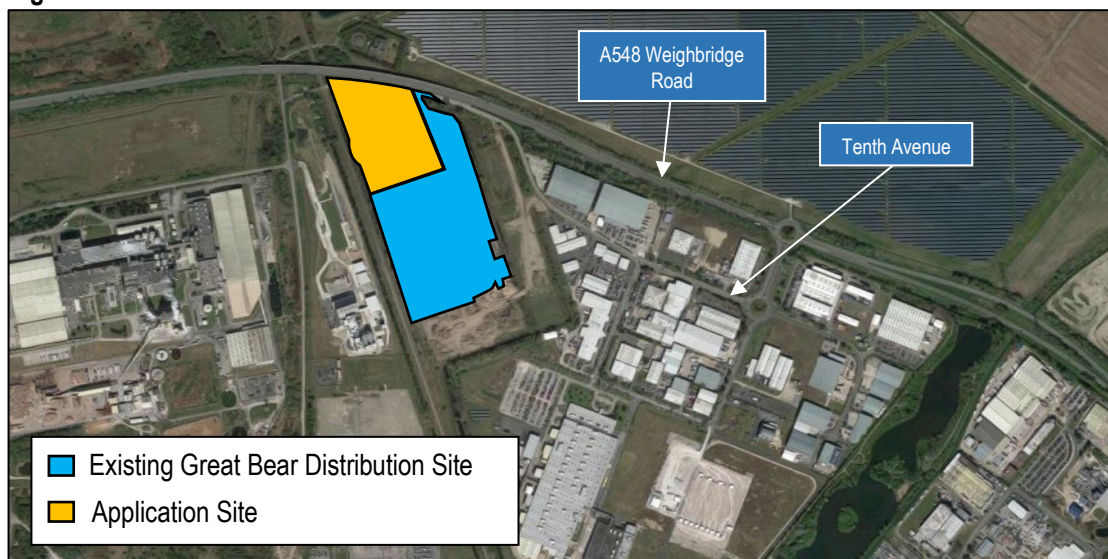 A548 Weighbridge
Road
Tenth Avenue
Existing Great Bear Distribution Site
Application Site